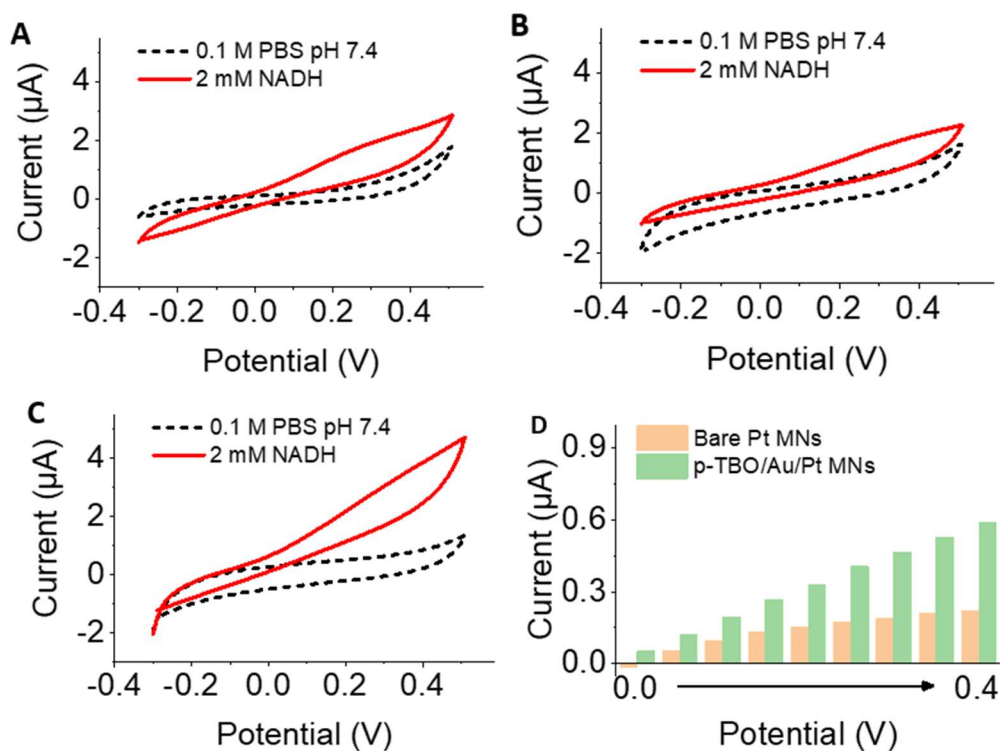 A
0.1 M PBS pH 7.4
2 mM NADH
Current (µA)
4
2
0
-2
-0.4 -0.2 0.0 0.2 0.4
Potential (V)
B
0.1 M PBS pH 7.4
2 mM NADH
Current (µA)
4
2
0
-2
-0.4 -0.2 0.0 0.2 0.4
Potential (V)
C
0.1 M PBS pH 7.4
2 mM NADH
Current (µA)
4
2
0
-2
-0.4 -0.2 0.0 0.2 0.4
Potential (V)
D
Bare Pt MNs
p-TBO/Au/Pt MNs
Current (µA)
0.9
0.6
0.3
0.0
0.0 0.4
Potential (V)